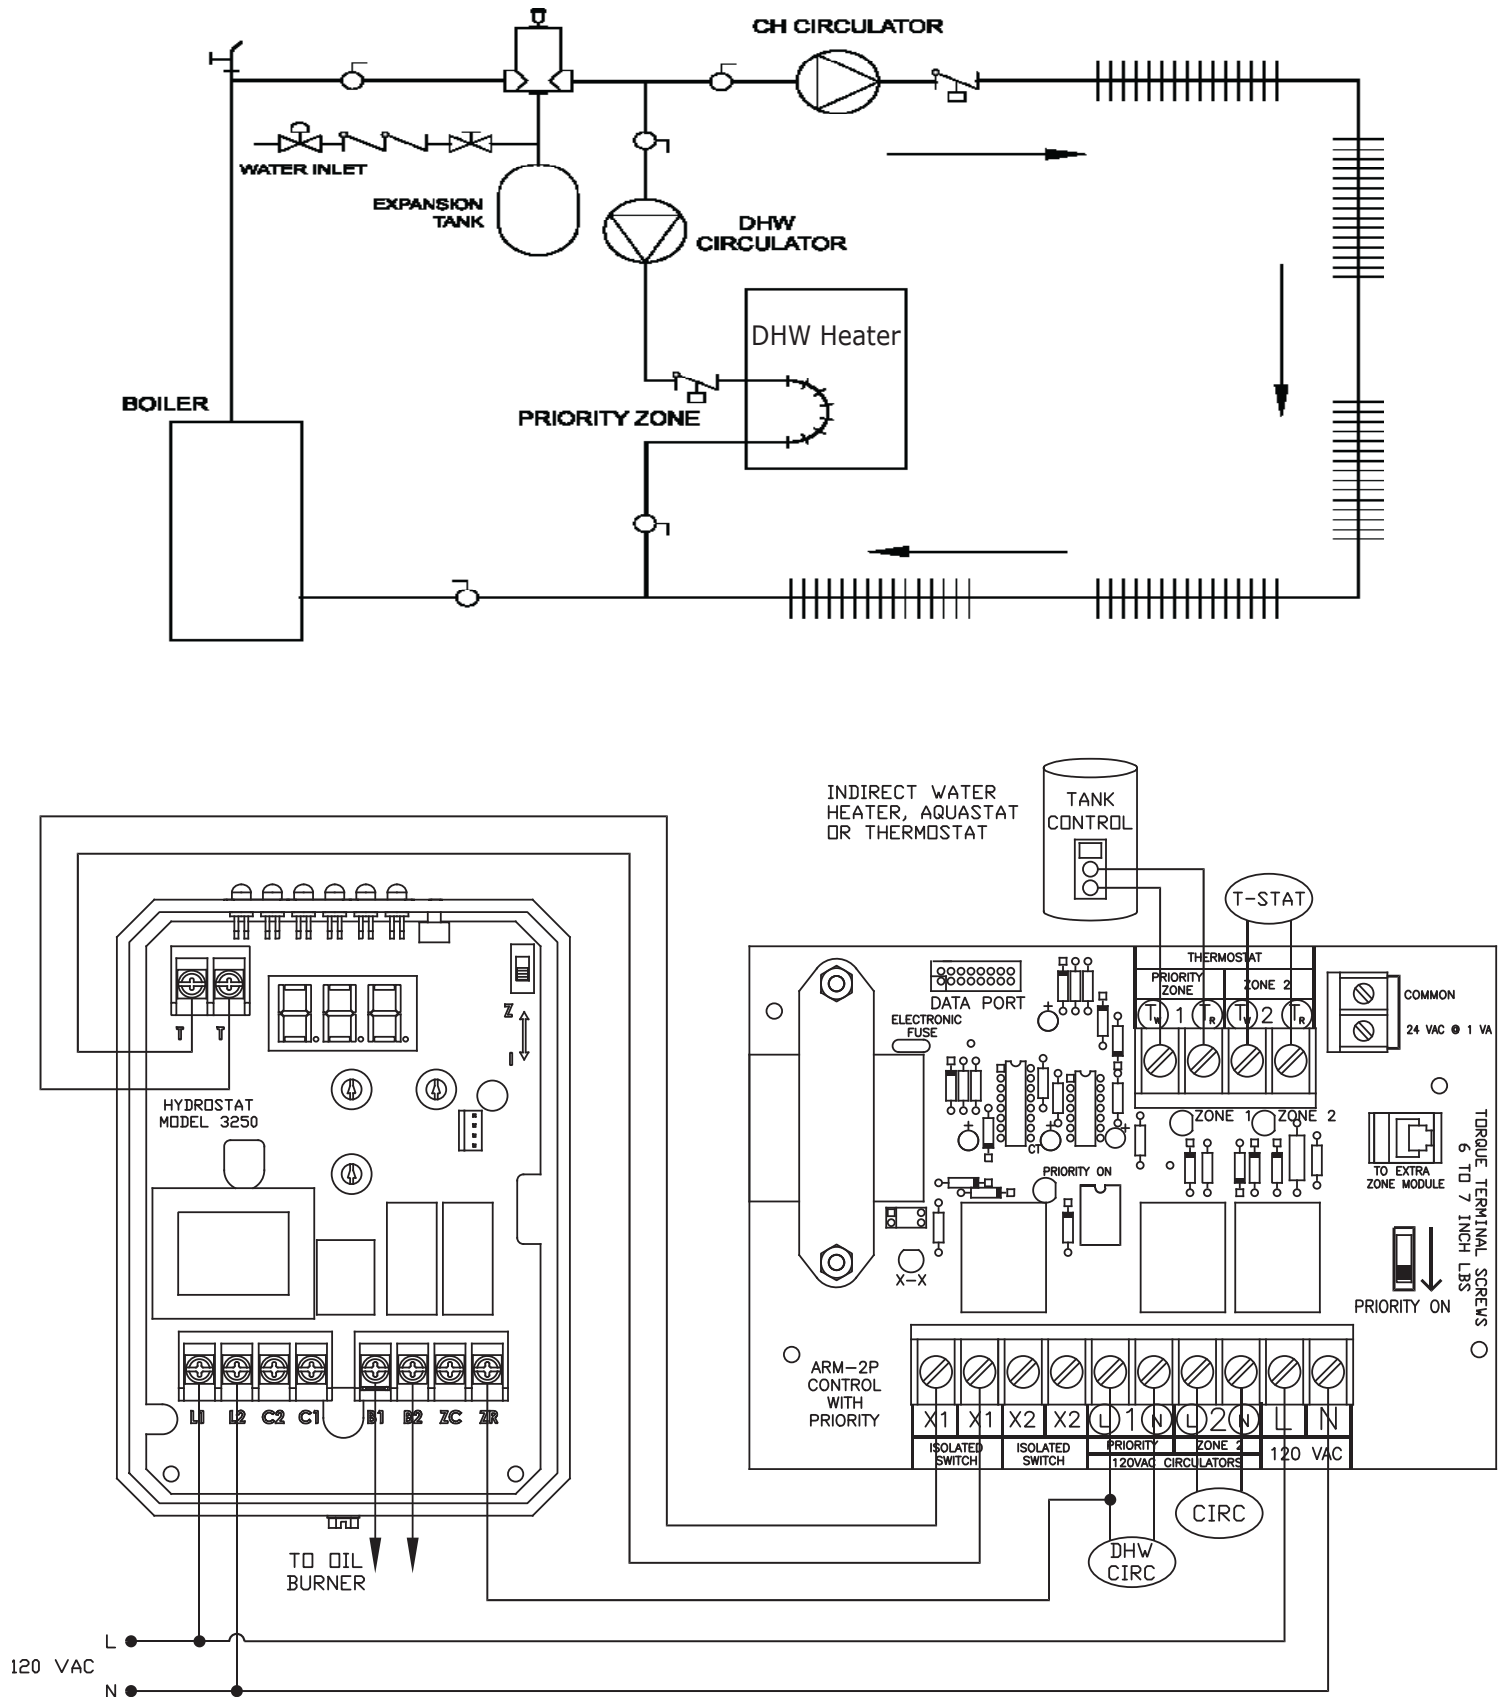 CH CIRCULATOR
WATER INLET
EXPANSION
TANK
DHW
CIRCULATOR
DHW Heater
BOILER
PRIORITY ZONE
INDIRECT WATER
HEATER, AQUASTAT
OR THERMOSTAT
TANK
CONTROL
T-STAT
THERMOSTAT
PRIORITY
ZONE
ZONE 2
TW 1 TR TW 2 TR
COMMON
24 VAC @ 1 VA
DATA PORT
ELECTRONIC
FUSE
T T
Z
I
HYDROSTAT
MODEL 3250
ZONE 1 ZONE 2
C1
PRIORITY ON
X-X
TO EXTRA
ZONE MODULE
PRIORITY ON
TORQUE TERMINAL SCREWS
6 TO 7 INCH LBS
ARM-2P
CONTROL
WITH
PRIORITY
L1 L2 C2 C1 B1 B2 ZC ZR
X1 X1 X2 X2 L 1 N L 2 N L N
ISOLATED
SWITCH
ISOLATED
SWITCH
PRIORITY ZONE 2
120VAC CIRCULATORS
120 VAC
CIRC
DHW
CIRC
TO OIL
BURNER
L
120 VAC
N